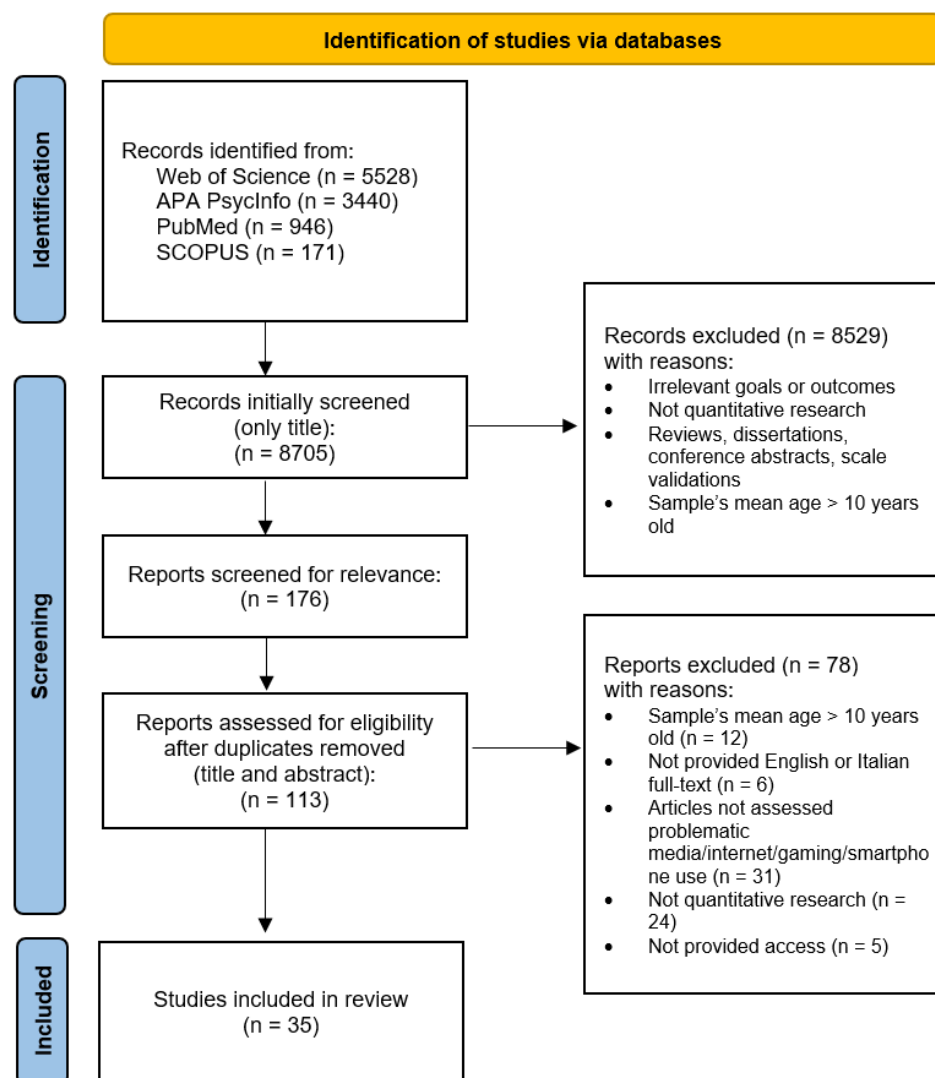 Identification of studies via databases
Identification
Records identified from:
Web of Science (n = 5528)
APA PsycInfo (n = 3440)
PubMed (n = 946)
SCOPUS (n = 171)
Screening
Records initially screened
(only title):
(n = 8705)
Records excluded (n = 8529)
with reasons:
• Irrelevant goals or outcomes
• Not quantitative research
• Reviews, dissertations,
conference abstracts, scale
validations
• Sample’s mean age > 10 years
old
Reports screened for relevance:
(n = 176)
Reports assessed for eligibility
after duplicates removed
(title and abstract):
(n = 113)
Reports excluded (n = 78)
with reasons:
• Sample’s mean age > 10 years
old (n = 12)
• Not provided English or Italian
full-text (n = 6)
• Articles not assessed
problematic
media/internet/gaming/smartpho
ne use (n = 31)
• Not quantitative research (n =
24)
• Not provided access (n = 5)
Included
Studies included in review
(n = 35)